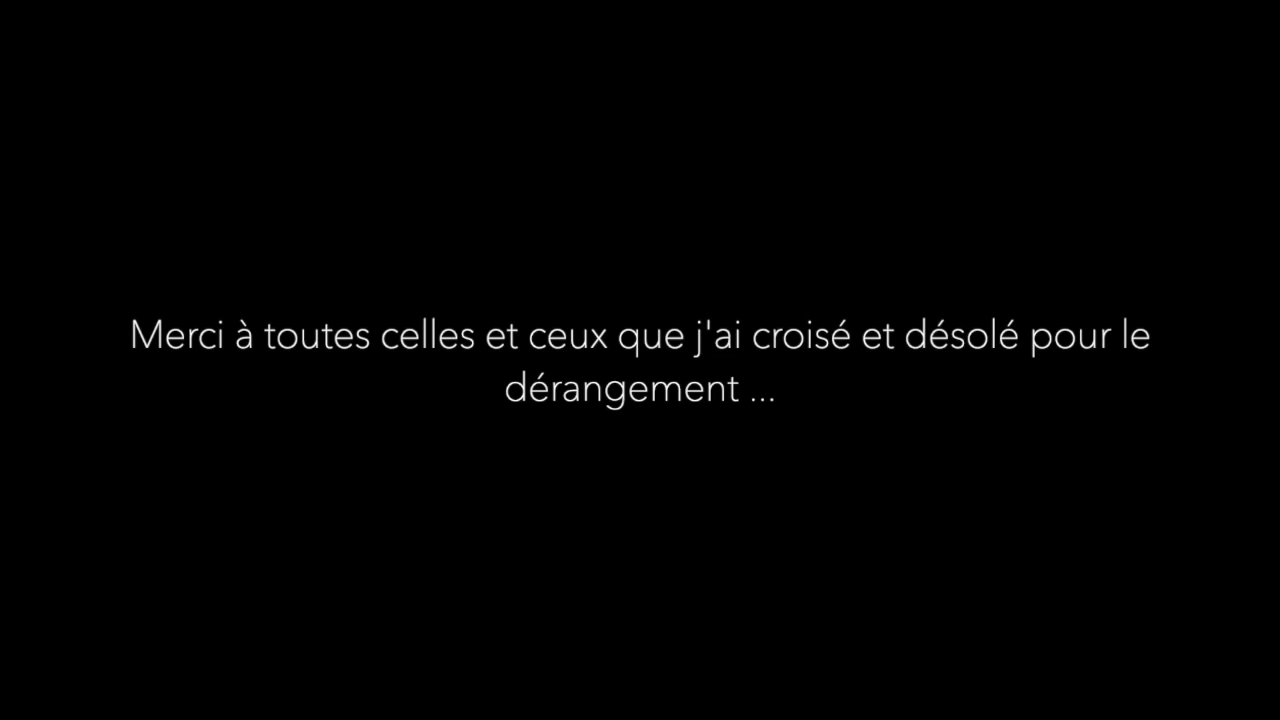 Merci à toutes celles et ceux que j'ai croisé et désolé pour le
dérangement ...